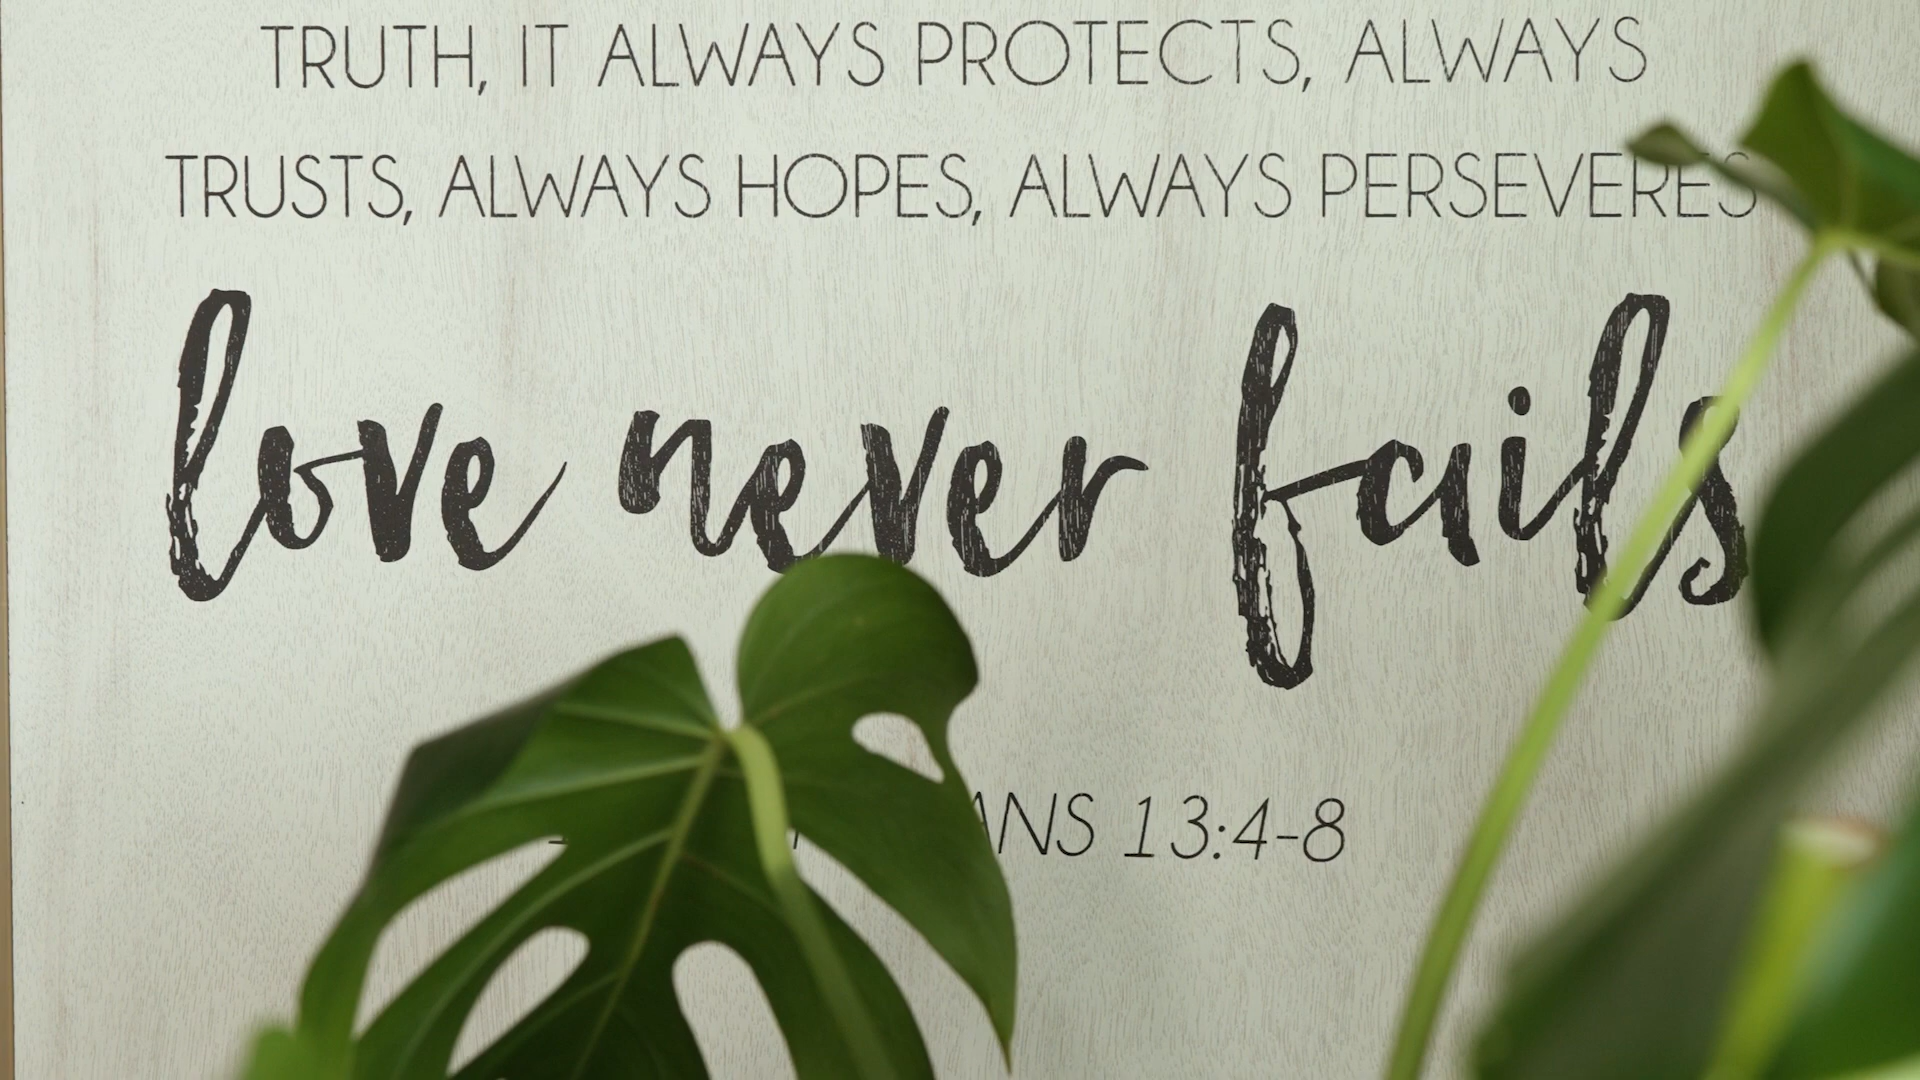 TRUTH, IT ALWAYS PROTECTS, ALWAYS
TRUSTS, ALWAYS HOPES, ALWAYS PERSEVERES
love never fails
13:4-8